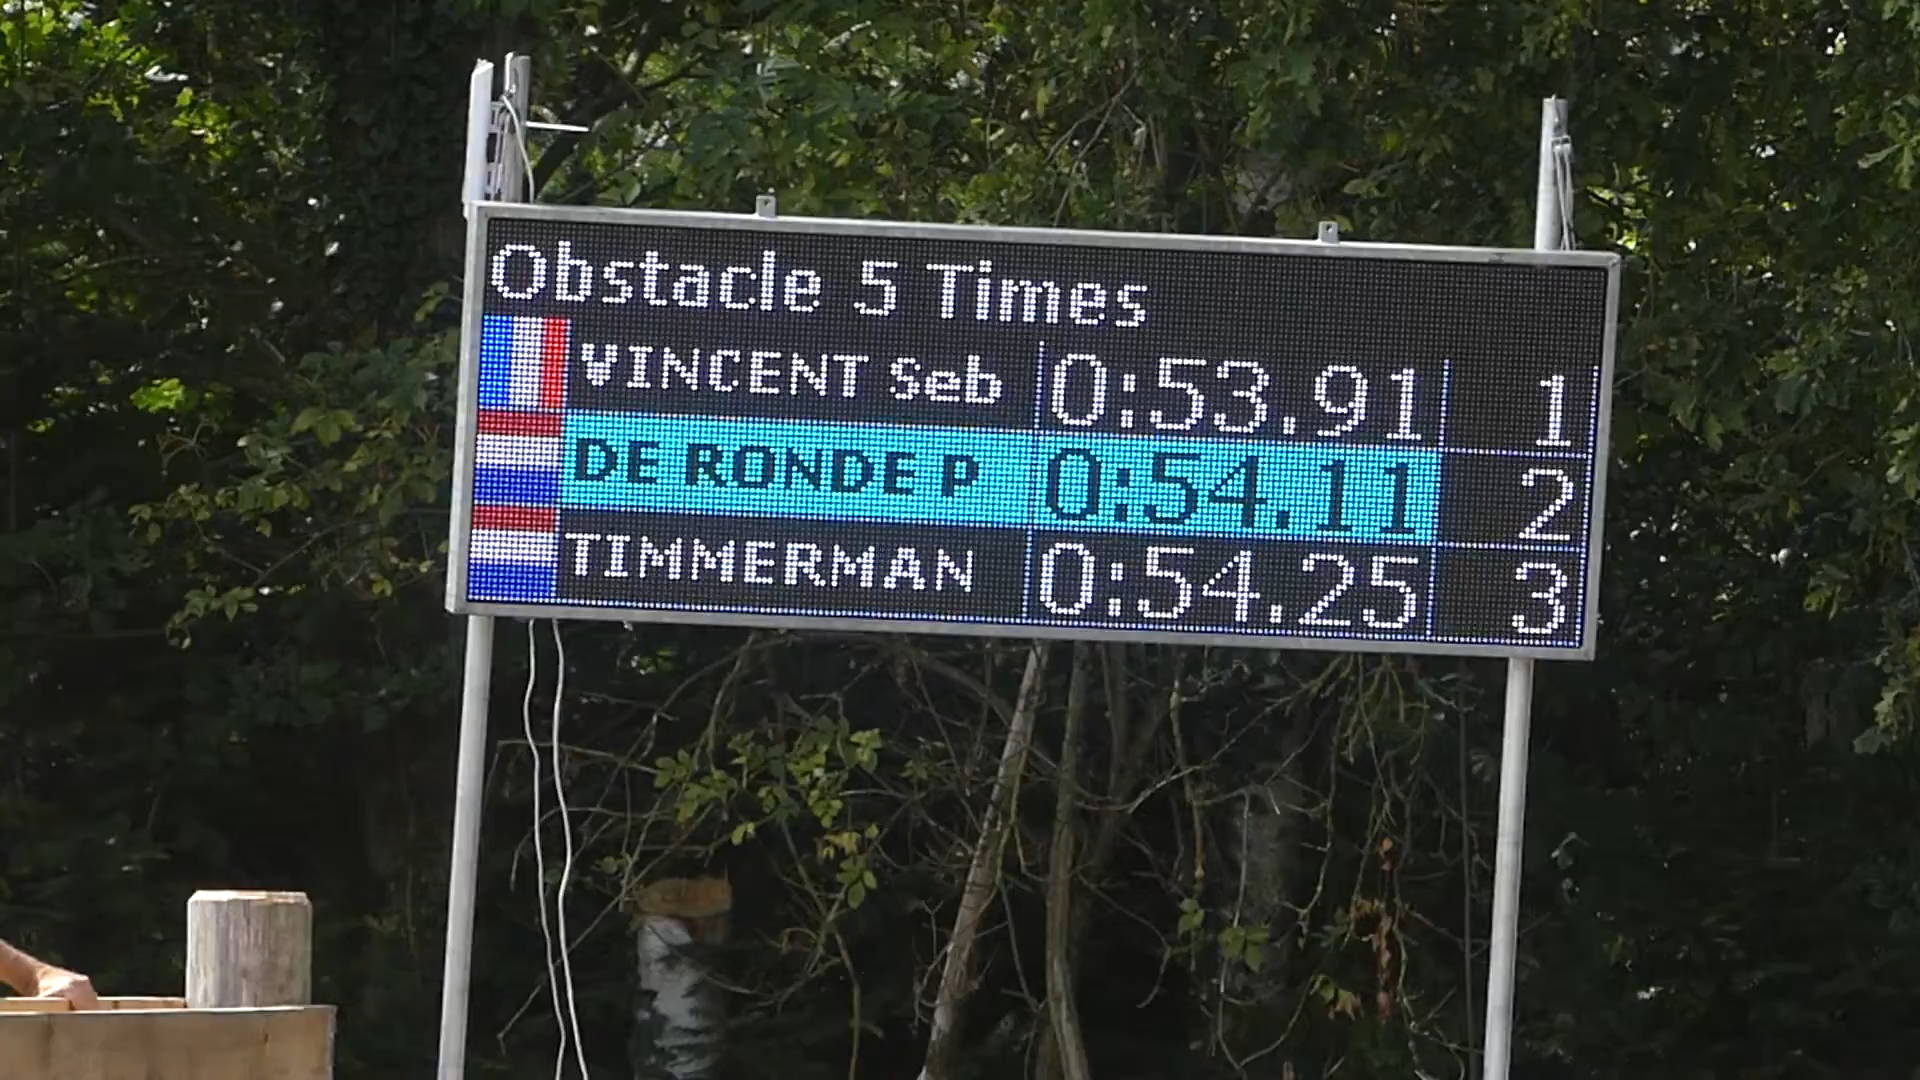 Obstacle 5 Times
VINCENT Seb 0:53.91 1
DE RONDE P 0:54.11 2
TIMMERMAN 0:54.25 3